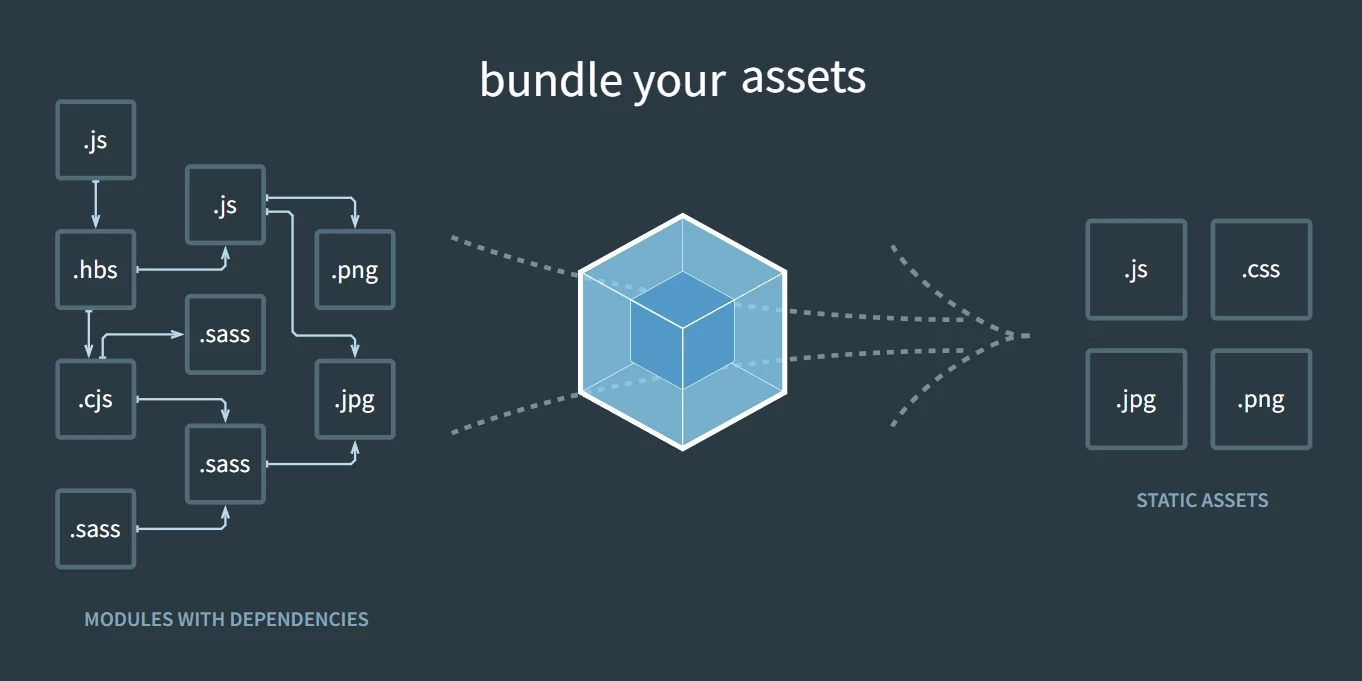 bundle your assets
.js
.js
.hbs
.png
.sass
.cjs
.jpg
.sass
.sass
MODULES WITH DEPENDENCIES
.js
.css
.jpg
.png
STATIC ASSETS